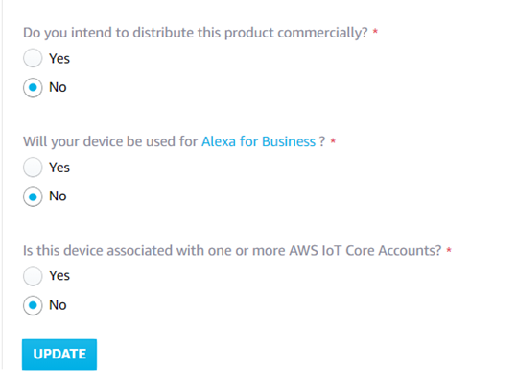 Do you intend to distribute this product commercially? *
Yes
No
Will your device be used for Alexa for Business? *
Yes
No
Is this device associated with one or more AWS IoT Core Accounts? *
Yes
No
UPDATE